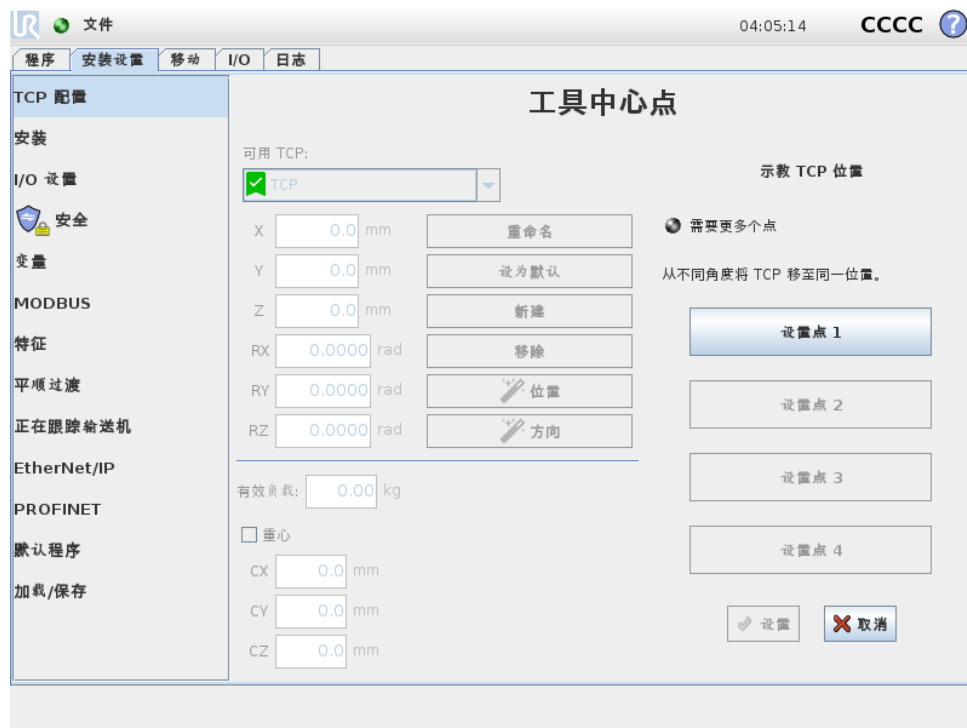 UR 文件 04:05:14 CCCC ?
程序 安装设置 移动 I/O 日志
TCP 配置
安装
I/O 设置
安全
变量
MODBUS
特征
平顺过渡
正在跟踪输送机
EtherNet/IP
PROFINET
默认程序
加载/保存
工具中心点
可用 TCP:
TCP
X 0.0 mm 重命名
Y 0.0 mm 设为默认
Z 0.0 mm 新建
RX 0.0000 rad 移除
RY 0.0000 rad 位置
RZ 0.0000 rad 方向
有效负载: 0.00 kg
重心
CX 0.0 mm
CY 0.0 mm
CZ 0.0 mm
示教 TCP 位置
需要更多个点
从不同角度将 TCP 移至同一位置。
设置点 1
设置点 2
设置点 3
设置点 4
设置 取消